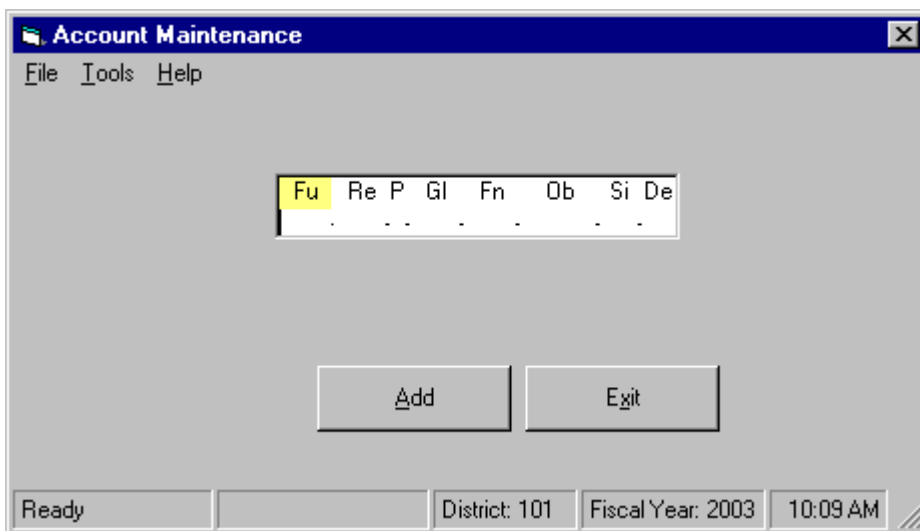 Account Maintenance
File Tools Help
Fu Re P Gl Fn Ob Si De
- - - - - - -
Add Exit
Ready District: 101 Fiscal Year: 2003 10:09 AM